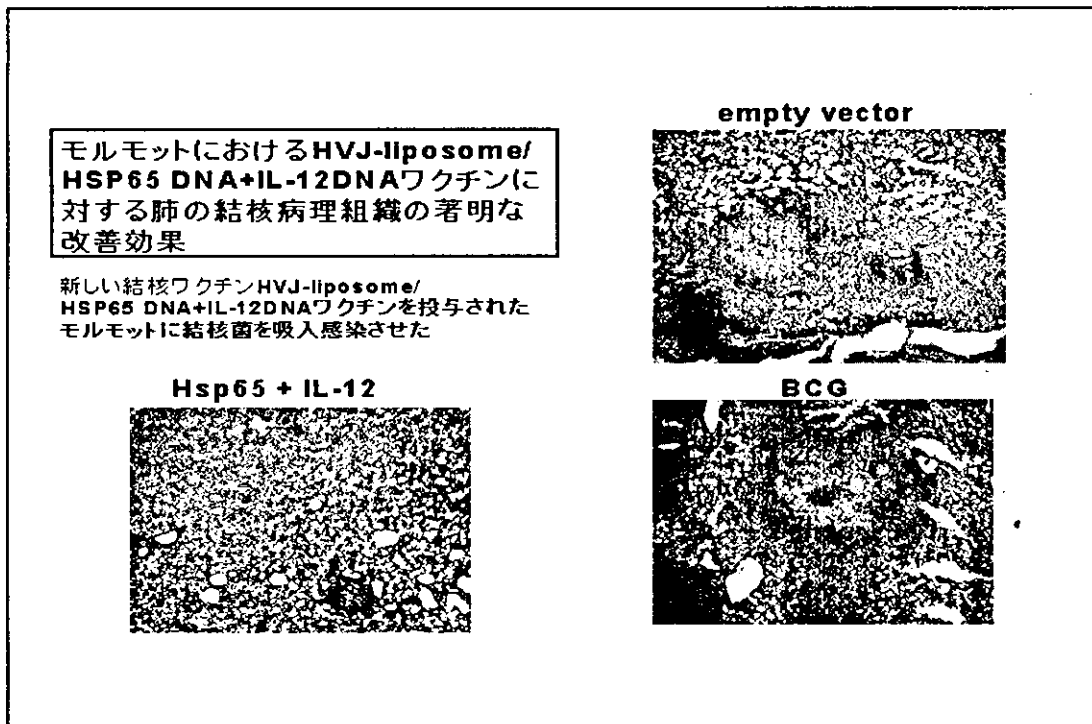 モルモットにおけるHVJ-liposome/
HSP65 DNA+IL-12DNAワクチンに
対する肺の結核病理組織の著明な
改善効果
新しい結核ワクチンHVJ-liposome/
HSP65 DNA+IL-12DNAワクチンを投与された
モルモットに結核菌を吸入感染させた
empty vector
Hsp65 + IL-12
BCG